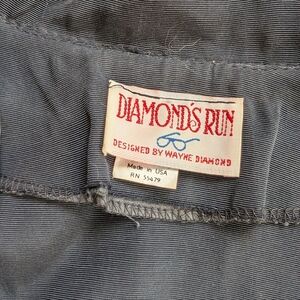 DIAMOND'S RUN
DESIGNED BY WAYNE DIAMOND
Made in USA
RN 55479